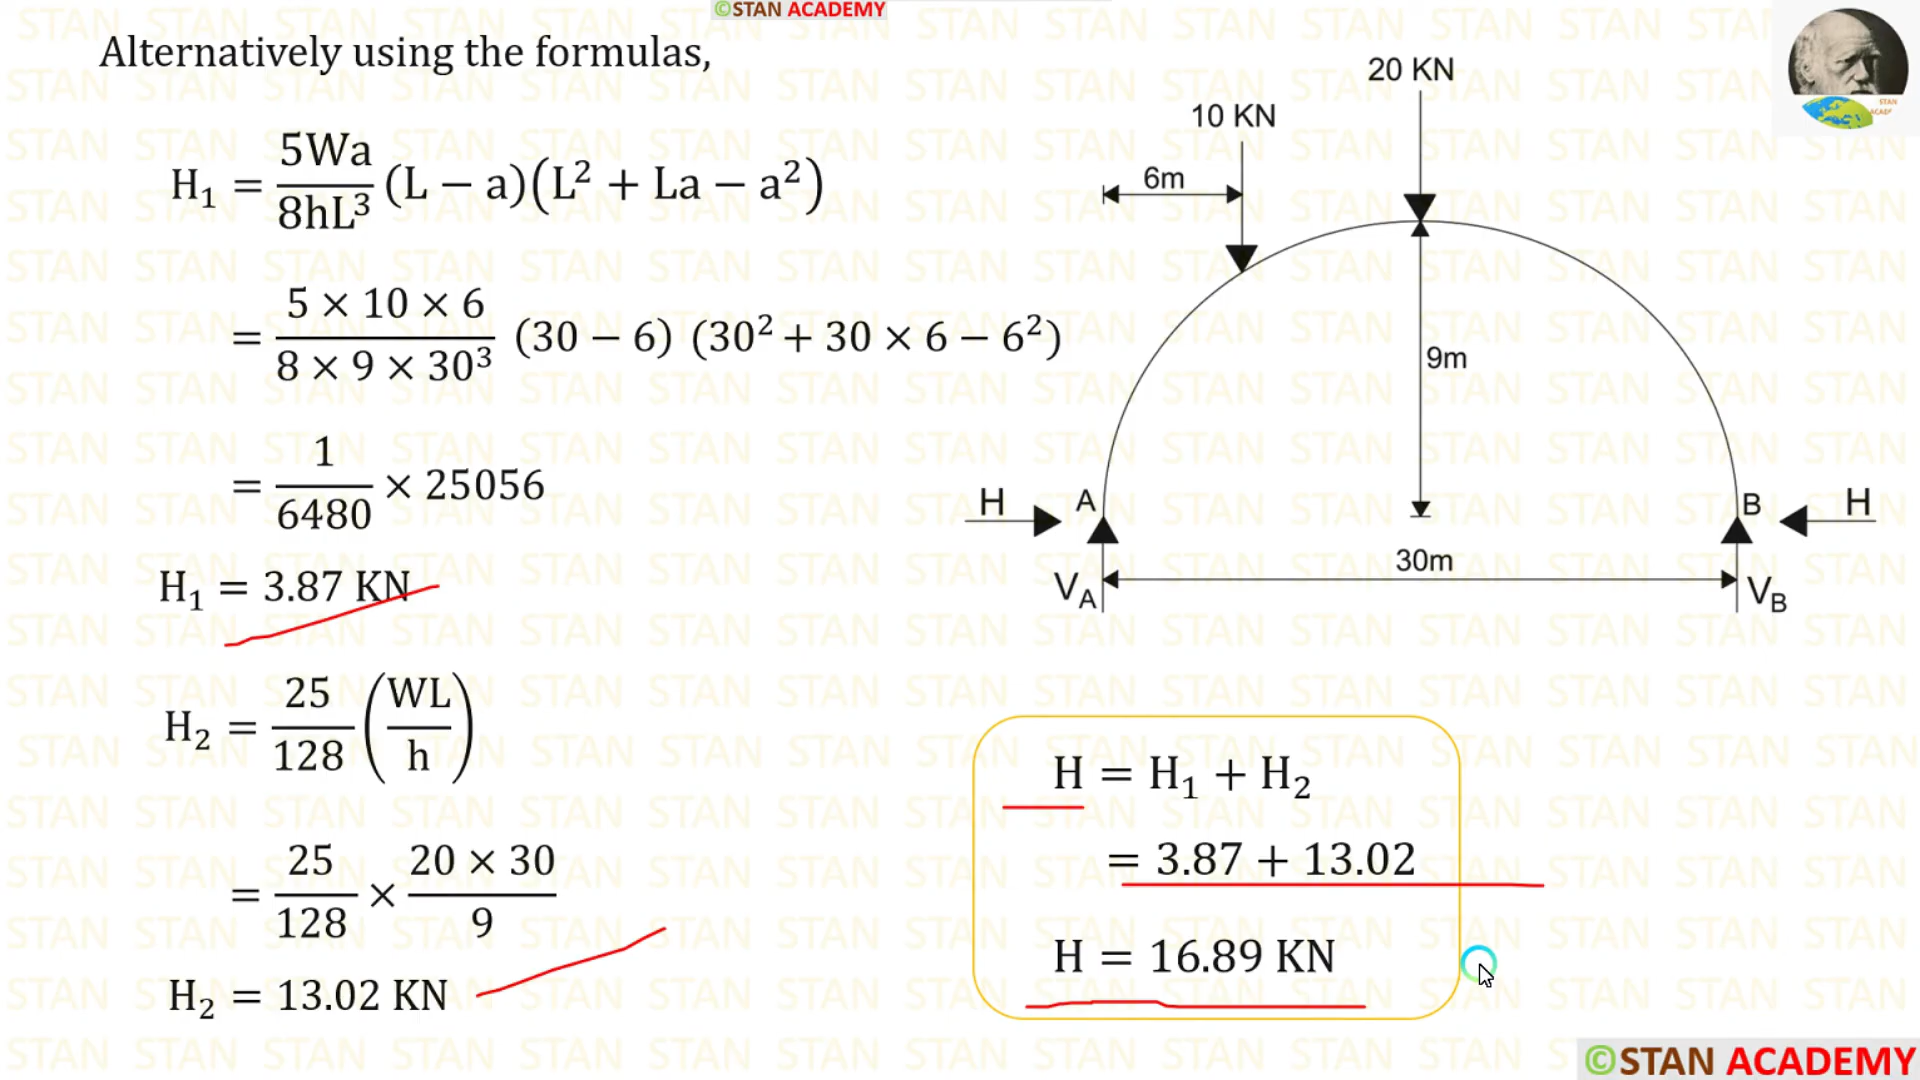 ©STAN ACADEMY
Alternatively using the formulas,
H₁ = 5Wa/8hL³ (L − a)(L² + La − a²)
= 5 × 10 × 6/8 × 9 × 30³ (30 − 6) (30² + 30 × 6 − 6²)
= 1/6480 × 25056
H₁ = 3.87 KN
H₂ = 25/128 (WL/h)
= 25/128 × 20 × 30/9
H₂ = 13.02 KN
20 KN
10 KN
6m
9m
H A
B H
30m
V_A
V_B
H = H₁ + H₂
= 3.87 + 13.02
H = 16.89 KN
STAN
©STAN ACADEMY